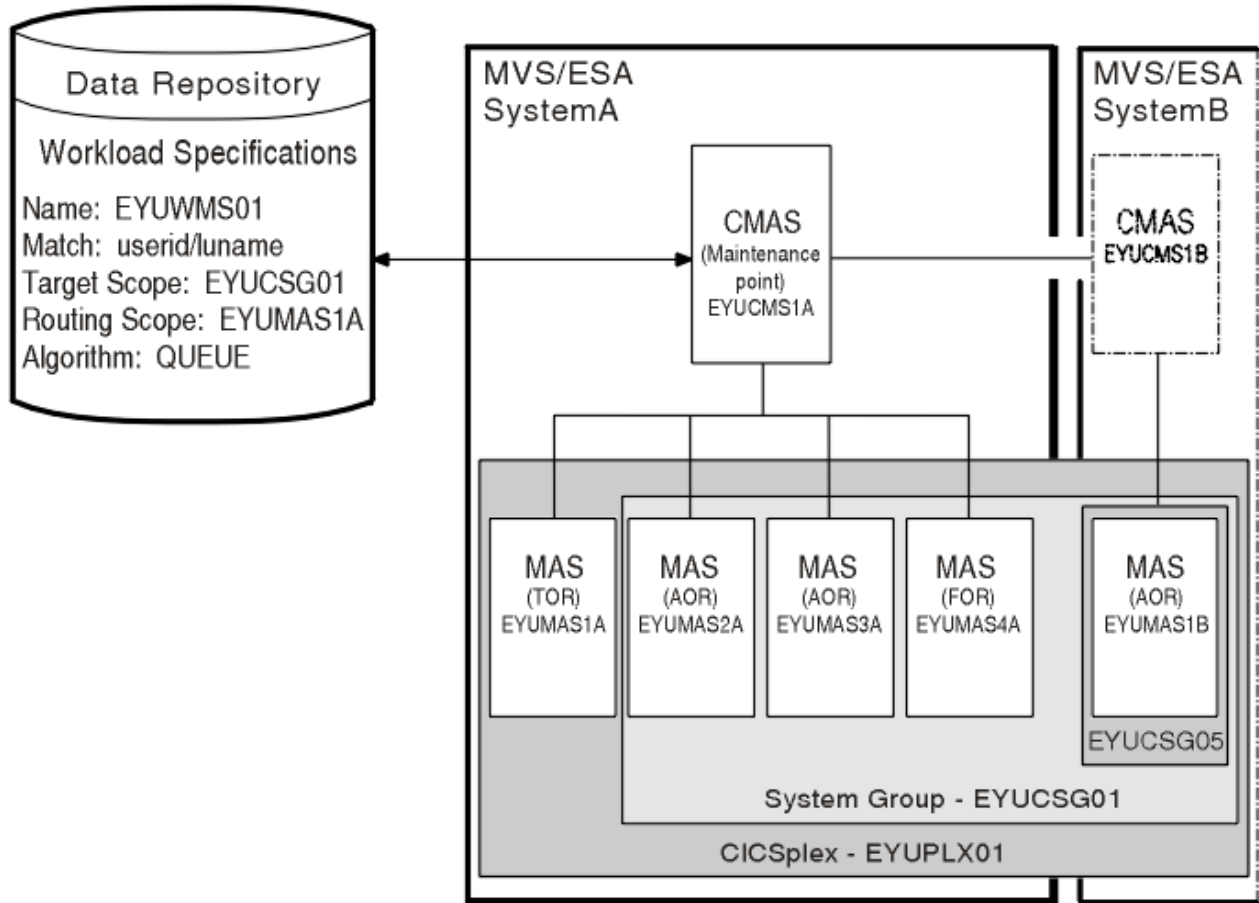 Data Repository
Workload Specifications
Name: EYUWMS01
Match: userid/luname
Target Scope: EYUCSG01
Routing Scope: EYUMAS1A
Algorithm: QUEUE
MVS/ESA
SystemA
CMAS
(Maintenance
point)
EYUCMS1A
MVS/ESA
SystemB
CMAS
EYUCMS1B
MAS
(TOR)
EYUMAS1A
MAS
(AOR)
EYUMAS2A
MAS
(AOR)
EYUMAS3A
MAS
(FOR)
EYUMAS4A
MAS
(AOR)
EYUMAS1B
EYUCSG05
System Group - EYUCSG01
CICSplex - EYUPLX01